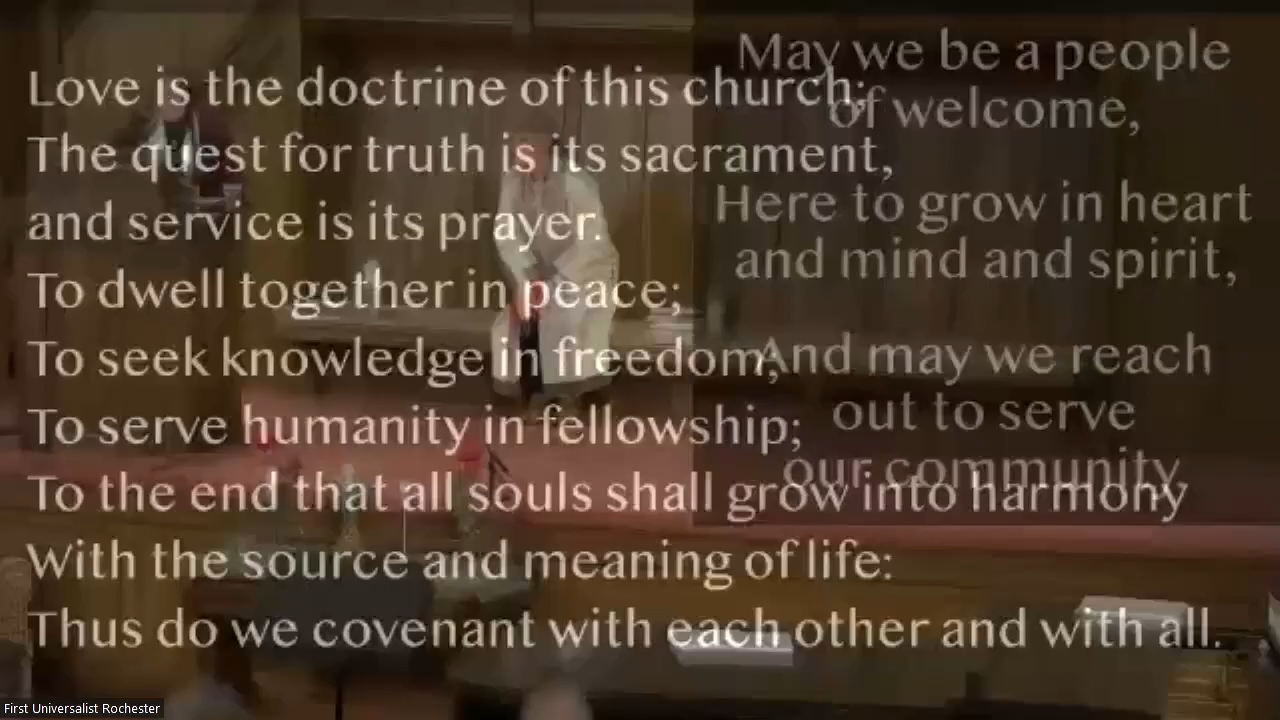 Love is the doctrine of this church;
The quest for truth is its sacrament,
and service is its prayer.
To dwell together in peace;
To seek knowledge in freedom;
To serve humanity in fellowship;
To the end that all souls shall grow into harmony
With the source and meaning of life:
Thus do we covenant with each other and with all.
May we be a people
of welcome,
Here to grow in heart
and mind and spirit,
And may we reach
out to serve
our community.
First Universalist Rochester